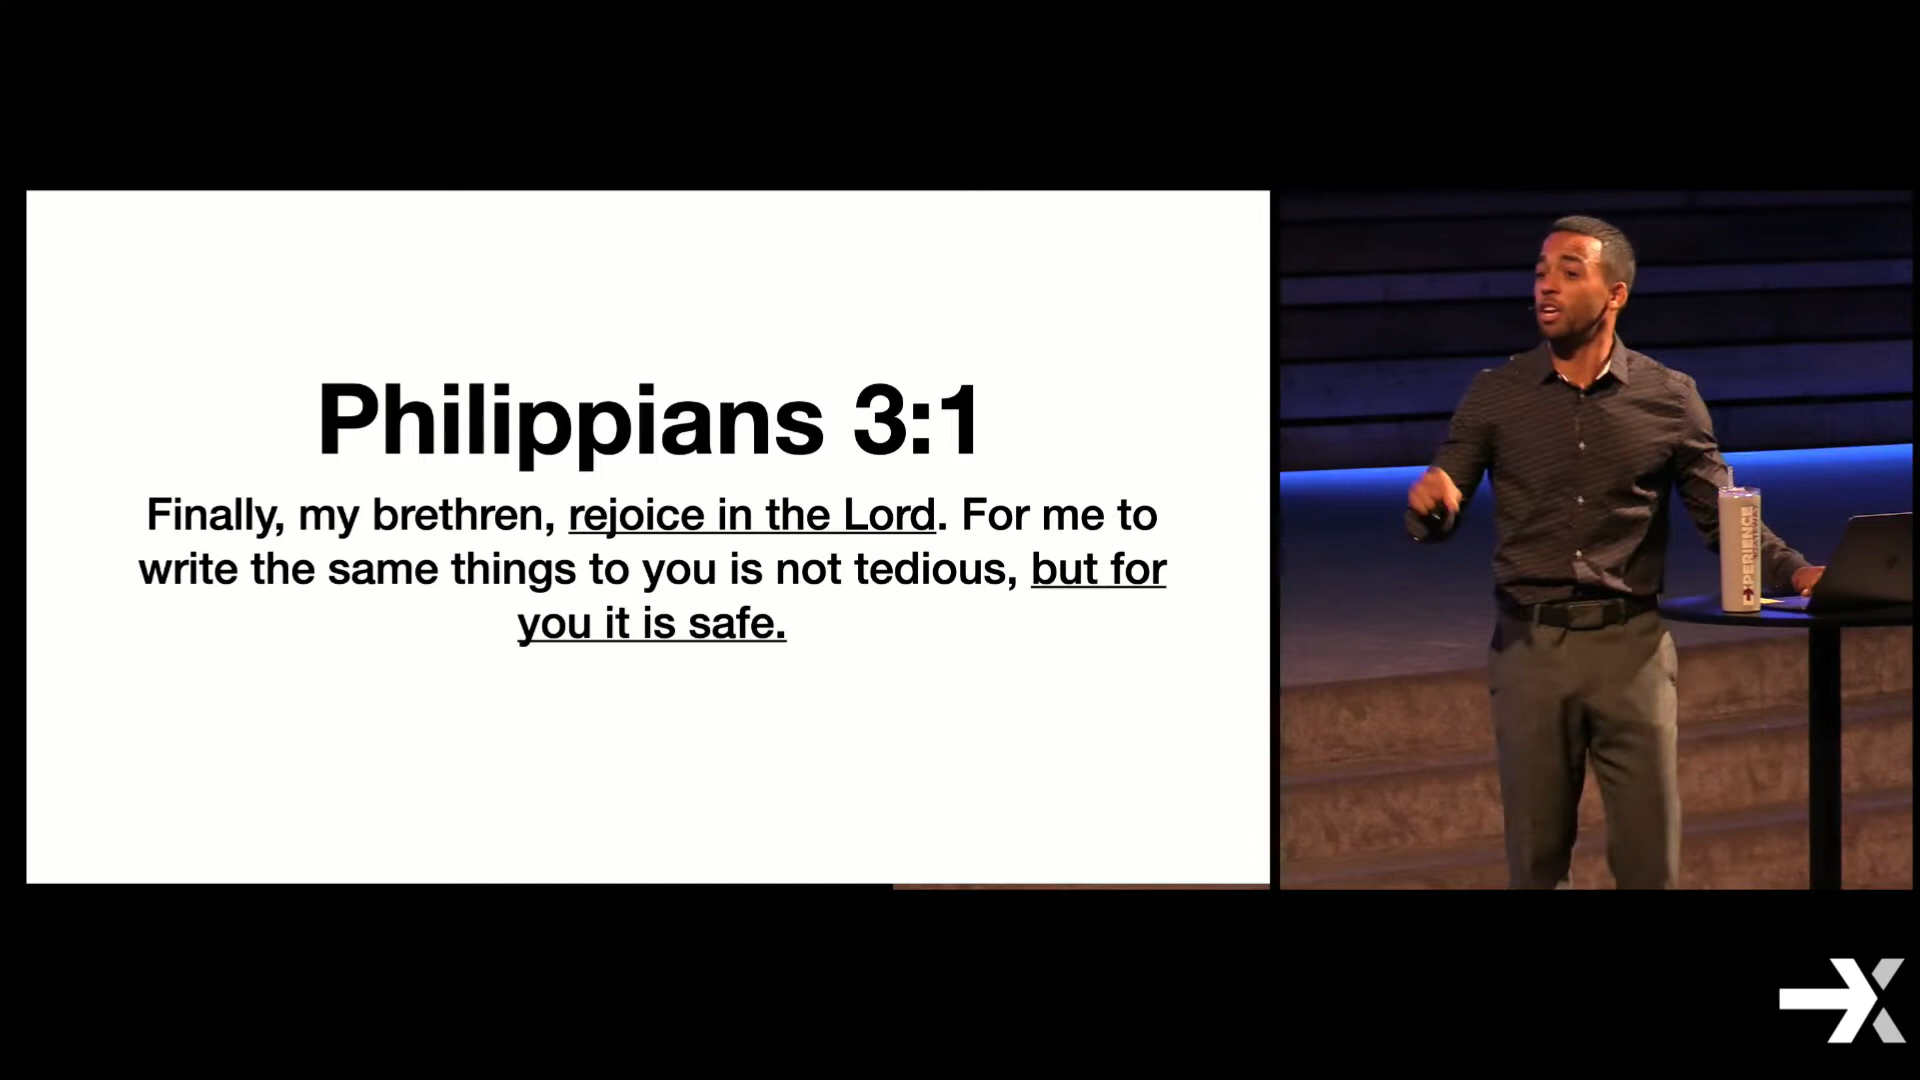 Philippians 3:1
Finally, my brethren, rejoice in the Lord. For me to
write the same things to you is not tedious, but for
you it is safe.
EXPERIENCE
X